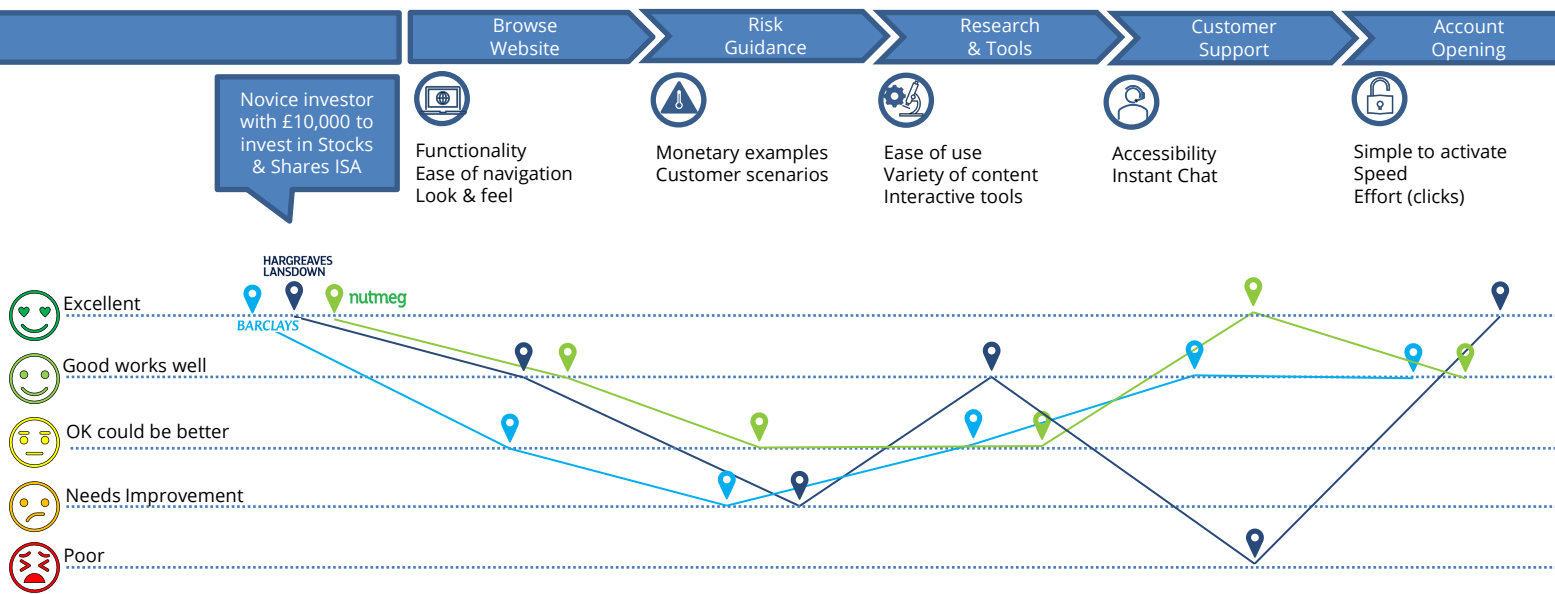 Browse
Website
Risk
Guidance
Research
& Tools
Customer
Support
Account
Opening
Novice investor
with £10,000 to
invest in Stocks
& Shares ISA
Functionality
Ease of navigation
Look & feel
Monetary examples
Customer scenarios
Ease of use
Variety of content
Interactive tools
Accessibility
Instant Chat
Simple to activate
Speed
Effort (clicks)
HARGREAVES
LANSDOWN
nutmeg
BARCLAYS
Excellent
Good works well
OK could be better
Needs Improvement
Poor